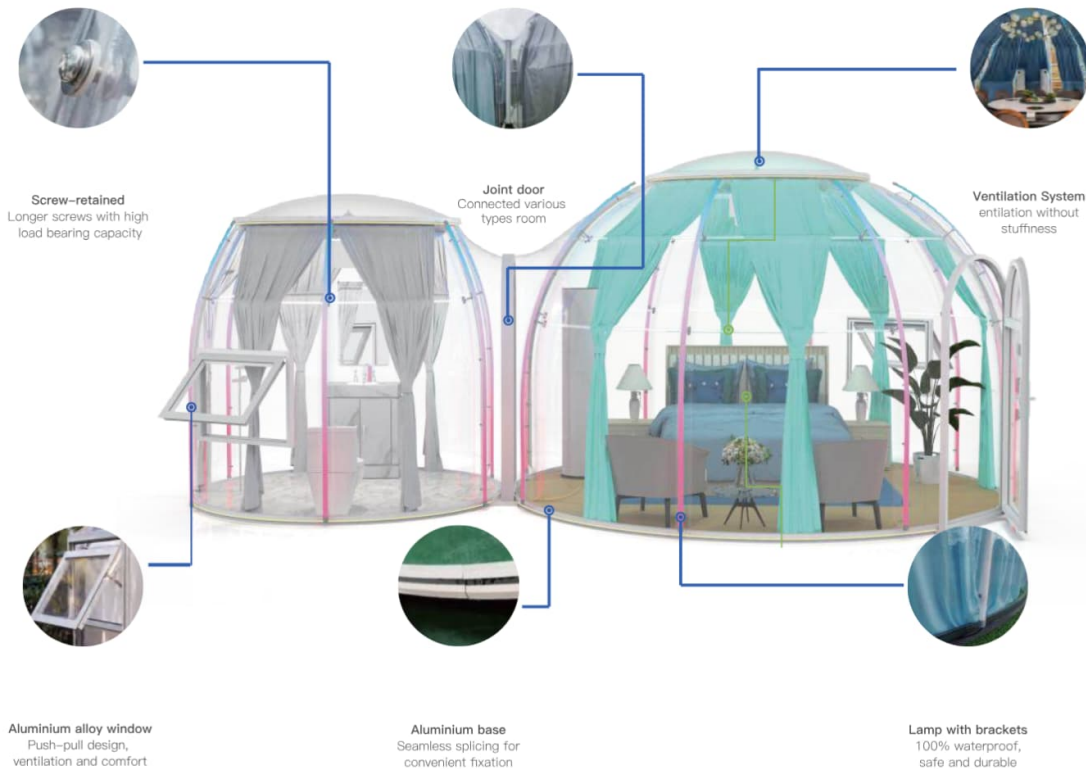 Screw-retained
Longer screws with high
load bearing capacity
Joint door
Connected various
types room
Ventilation System
entilation without
stuffiness
Aluminium alloy window
Push-pull design,
ventilation and comfort
Aluminium base
Seamless splicing for
convenient fixation
Lamp with brackets
100% waterproof,
safe and durable